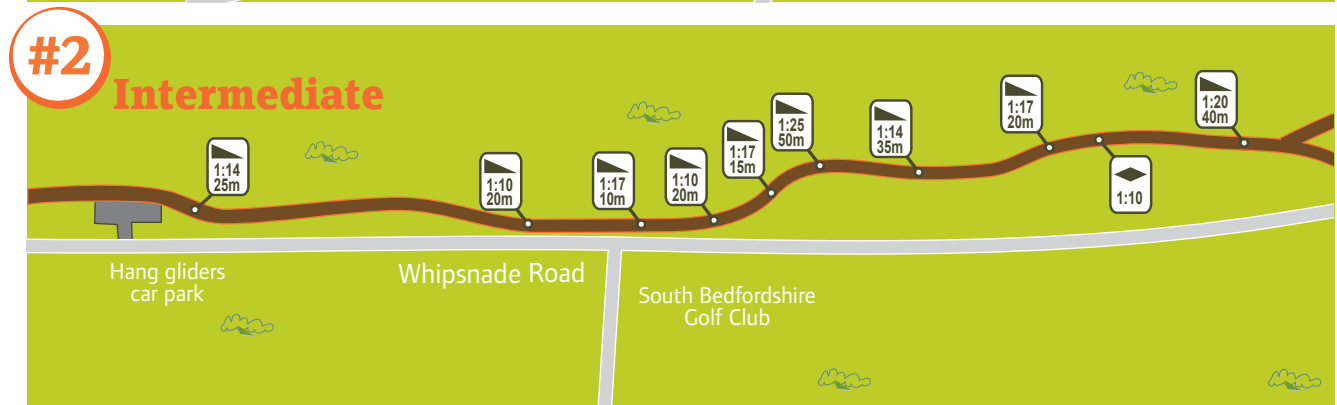 #2
Intermediate
1:14
25m
1:10
20m
1:17
10m
1:10
20m
1:17
15m
1:25
50m
1:14
35m
1:17
20m
1:10
1:20
40m
Hang gliders
car park
Whipsnade Road
South Bedfordshire
Golf Club